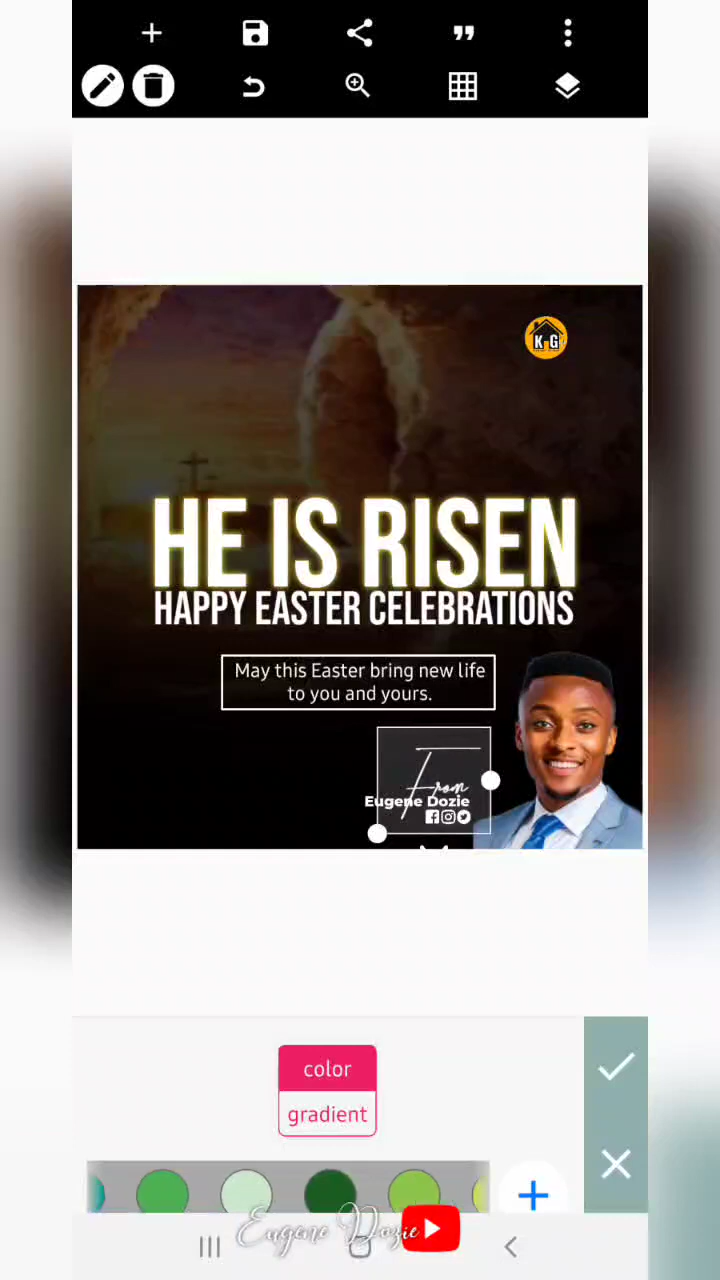 K G
HE IS RISEN
HAPPY EASTER CELEBRATIONS
May this Easter bring new life
to you and yours.
From
Eugene Dozie
color
gradient
Eugene Dozie